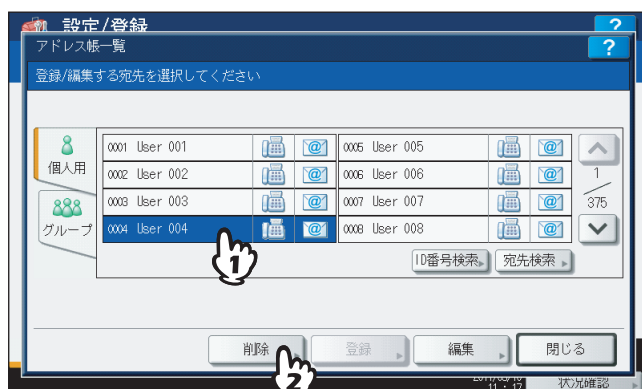 設定/登録
?
アドレス帳一覧
?
登録/編集する宛先を選択してください
個人用
グループ
0001 User 001
0005 User 005
0002 User 002
0006 User 006
0003 User 003
0007 User 007
0004 User 004
0008 User 008
1
375
1
ID番号検索
宛先検索
削除
登録
編集
閉じる
2
11 : 17
状況確認